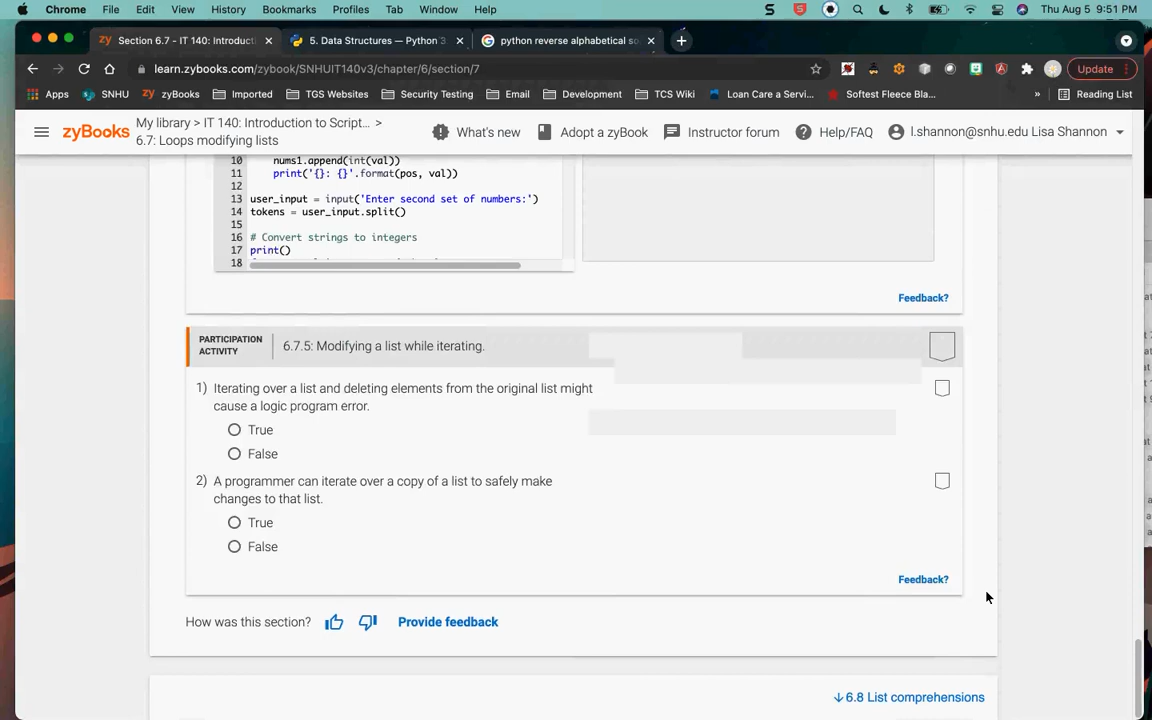 Chrome File Edit View History Bookmarks Profiles Tab Window Help Thu Aug 5 9:51 PM
zy Section 6.7 - IT 140: Introducti × 5. Data Structures — Python 3 × G python reverse alphabetical so × +
learn.zybooks.com/zybook/SNHUIT140v3/chapter/6/section/7 Update
Apps SNHU zy zyBooks Imported TGS Websites Security Testing Email Development TCS Wiki Loan Care a Servi... Softest Fleece Bla... » Reading List
zyBooks My library > IT 140: Introduction to Script... > What's new Adopt a zyBook Instructor forum Help/FAQ l.shannon@snhu.edu Lisa Shannon
6.7: Loops modifying lists
10 nums1.append(int(val))
11 print('{}: {}'.format(pos, val))
12
13 user_input = input('Enter second set of numbers:')
14 tokens = user_input.split()
15
16 # Convert strings to integers
17 print()
18
Feedback?
PARTICIPATION
ACTIVITY
6.7.5: Modifying a list while iterating.
1) Iterating over a list and deleting elements from the original list might
cause a logic program error.
True
False
2) A programmer can iterate over a copy of a list to safely make
changes to that list.
True
False
Feedback?
How was this section? Provide feedback
6.8 List comprehensions